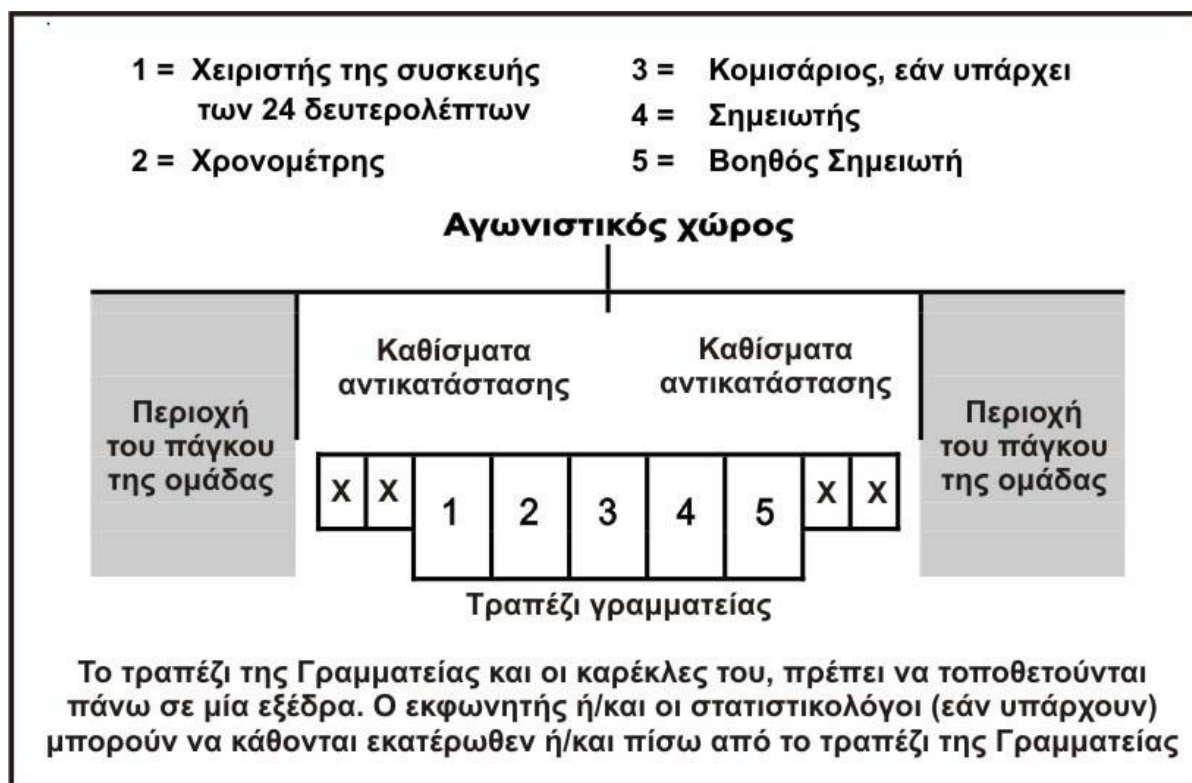 1 = Χειριστής της συσκευής
των 24 δευτερολέπτων
2 = Χρονομέτρης
3 = Κομισάριος, εάν υπάρχει
4 = Σημειωτής
5 = Βοηθός Σημειωτή
Αγωνιστικός χώρος
Περιοχή
του πάγκου
της ομάδας
Καθίσματα
αντικατάστασης
Καθίσματα
αντικατάστασης
Περιοχή
του πάγκου
της ομάδας
X X 1 2 3 4 5 X X
Τραπέζι γραμματείας
Το τραπέζι της Γραμματείας και οι καρέκλες του, πρέπει να τοποθετούνται
πάνω σε μία εξέδρα. Ο εκφωνητής ή/και οι στατιστικολόγοι (εάν υπάρχουν)
μπορούν να κάθονται εκατέρωθεν ή/και πίσω από το τραπέζι της Γραμματείας